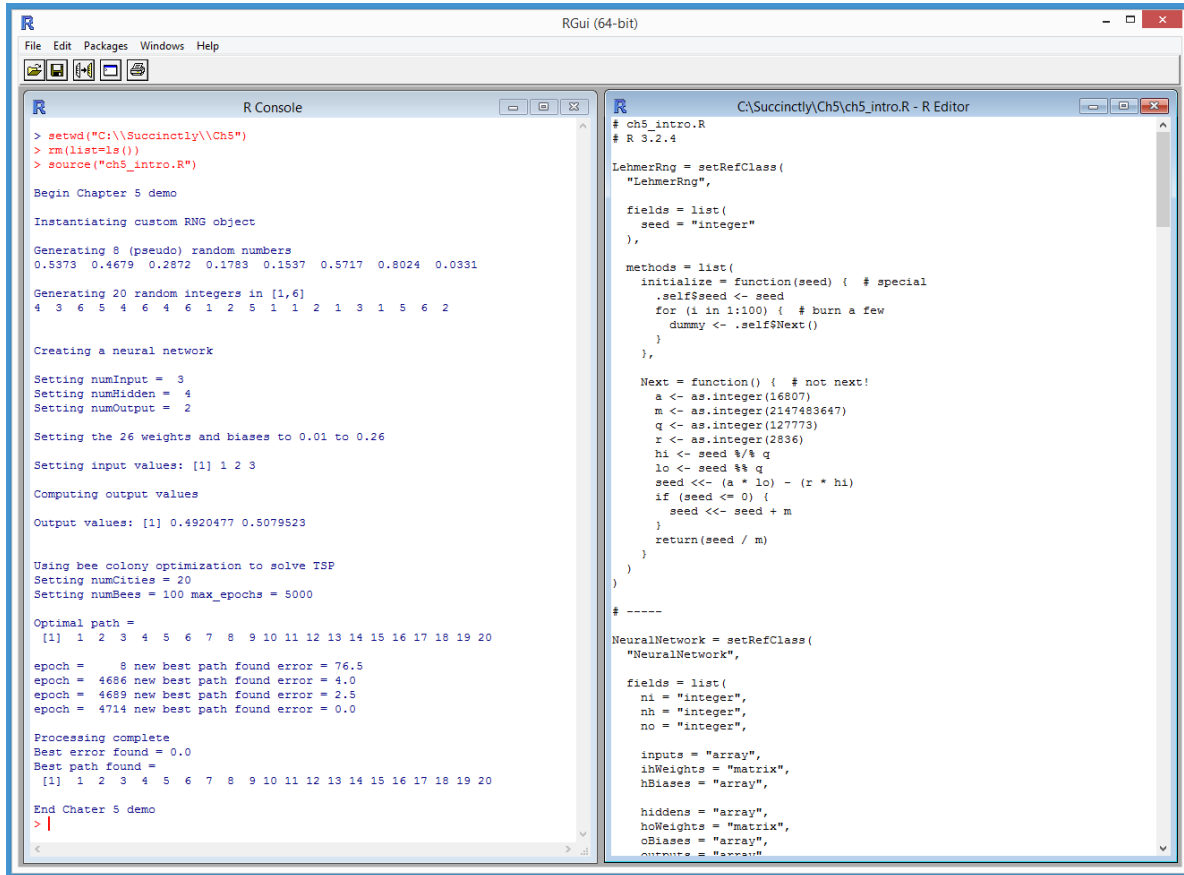 RGui (64-bit)
File Edit Packages Windows Help
R Console
> setwd("C:\\Succinctly\\Ch5")
> rm(list=ls())
> source("ch5_intro.R")
Begin Chapter 5 demo
Instantiating custom RNG object
Generating 8 (pseudo) random numbers
0.5373 0.4679 0.2872 0.1783 0.1537 0.5717 0.8024 0.0331
Generating 20 random integers in [1,6]
4 3 6 5 4 6 4 6 1 2 5 1 1 2 1 3 1 5 6 2
Creating a neural network
Setting numInput = 3
Setting numHidden = 4
Setting numOutput = 2
Setting the 26 weights and biases to 0.01 to 0.26
Setting input values: [1] 1 2 3
Computing output values
Output values: [1] 0.4920477 0.5079523
Using bee colony optimization to solve TSP
Setting numCities = 20
Setting numBees = 100 max_epochs = 5000
Optimal path =
[1] 1 2 3 4 5 6 7 8 9 10 11 12 13 14 15 16 17 18 19 20
epoch = 8 new best path found error = 76.5
epoch = 4686 new best path found error = 4.0
epoch = 4689 new best path found error = 2.5
epoch = 4714 new best path found error = 0.0
Processing complete
Best error found = 0.0
Best path found =
[1] 1 2 3 4 5 6 7 8 9 10 11 12 13 14 15 16 17 18 19 20
End Chater 5 demo
>
C:\Succinctly\Ch5\ch5_intro.R - R Editor
# ch5_intro.R
# R 3.2.4
LehmerRng = setRefClass(
"LehmerRng",
fields = list(
seed = "integer"
),
methods = list(
initialize = function(seed) { # special
.self$seed <- seed
for (i in 1:100) { # burn a few
dummy <- .self$Next()
}
},
Next = function() { # not next!
a <- as.integer(16807)
m <- as.integer(2147483647)
q <- as.integer(127773)
r <- as.integer(2836)
hi <- seed %/% q
lo <- seed %% q
seed <<- (a * lo) - (r * hi)
if (seed <= 0) {
seed <<- seed + m
}
return(seed / m)
}
)
)
# -----
NeuralNetwork = setRefClass(
"NeuralNetwork",
fields = list(
ni = "integer",
nh = "integer",
no = "integer",
inputs = "array",
ihWeights = "matrix",
hBiases = "array",
hiddens = "array",
hoWeights = "matrix",
oBiases = "array",
outputs = "array"